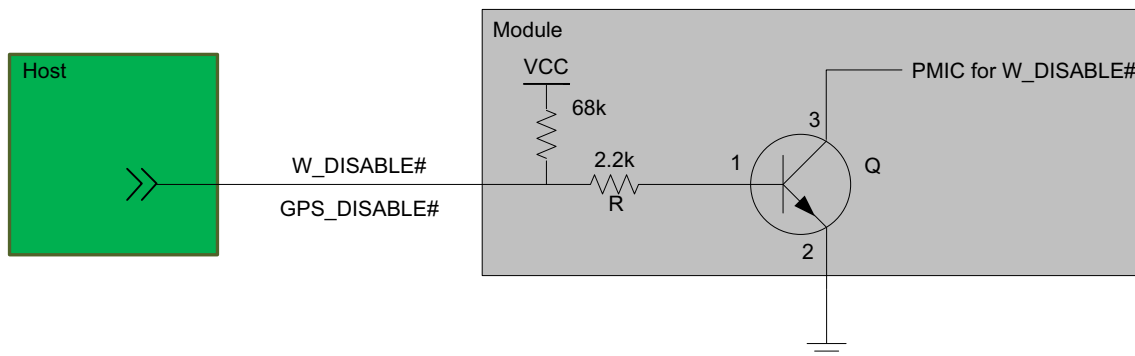 Module
Host
VCC
PMIC for W_DISABLE#
68k
3
W_DISABLE#
2.2k
1
Q
GPS_DISABLE#
R
2